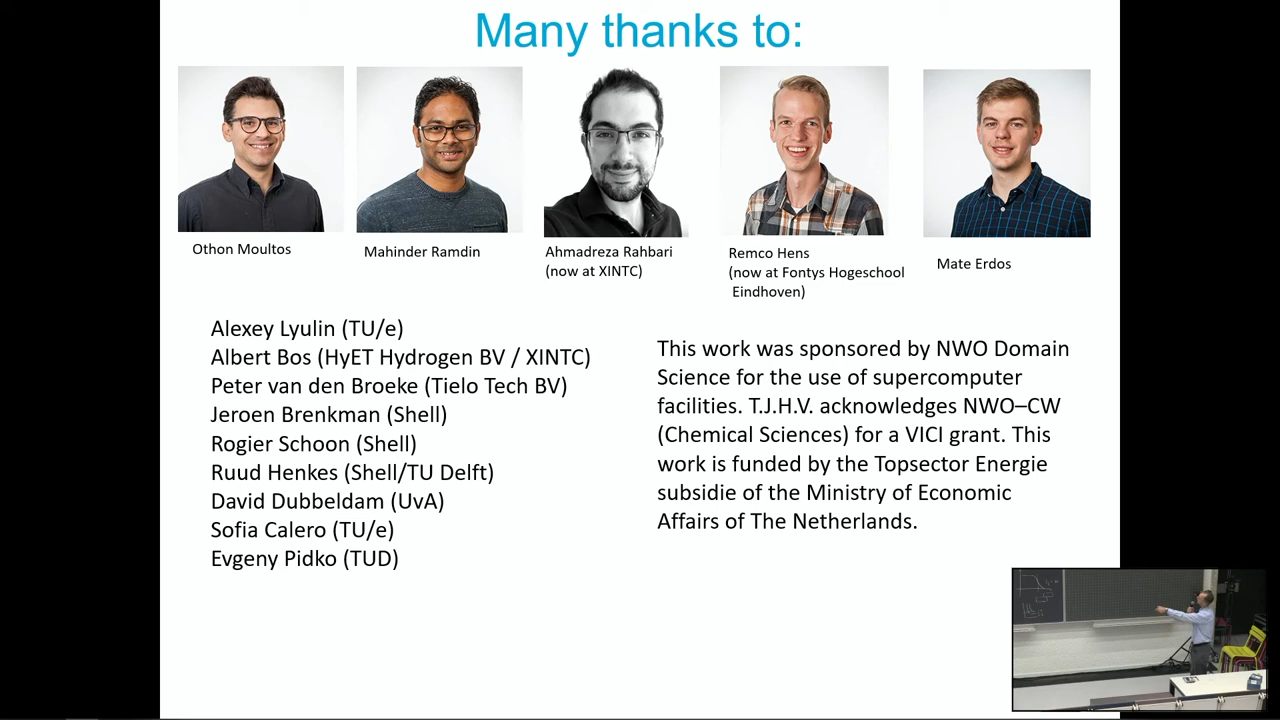 Many thanks to:
Othon Moultos
Mahinder Ramdin
Ahmadreza Rahbari
(now at XINTC)
Remco Hens
(now at Fontys Hogeschool
Eindhoven)
Mate Erdos
Alexey Lyulin (TU/e)
Albert Bos (HyET Hydrogen BV / XINTC)
Peter van den Broeke (Tielo Tech BV)
Jeroen Brenkman (Shell)
Rogier Schoon (Shell)
Ruud Henkes (Shell/TU Delft)
David Dubbeldam (UvA)
Sofia Calero (TU/e)
Evgeny Pidko (TUD)
This work was sponsored by NWO Domain
Science for the use of supercomputer
facilities. T.J.H.V. acknowledges NWO–CW
(Chemical Sciences) for a VICI grant. This
work is funded by the Topsector Energie
subsidie of the Ministry of Economic
Affairs of The Netherlands.